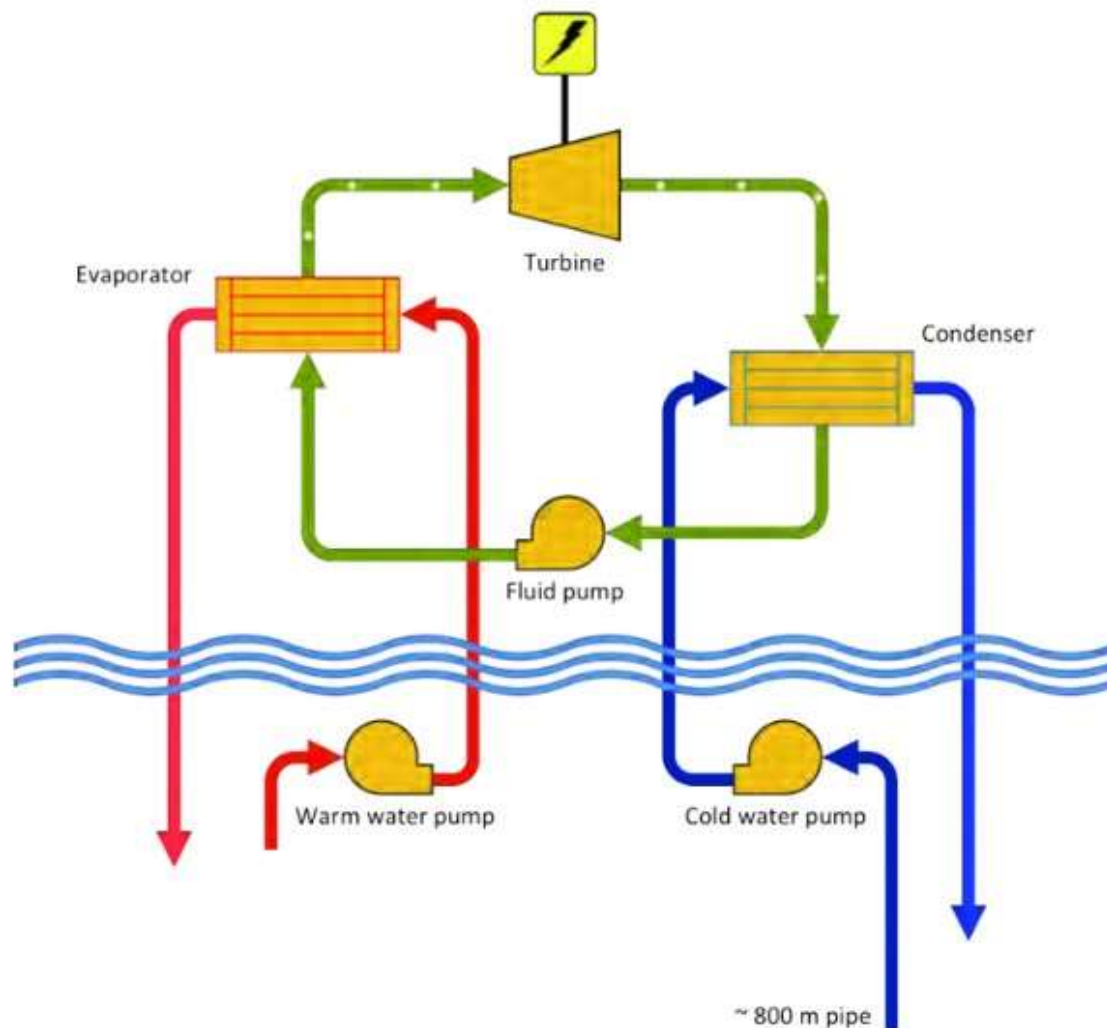 Turbine
Evaporator
Condenser
Fluid pump
Warm water pump
Cold water pump
~ 800 m pipe